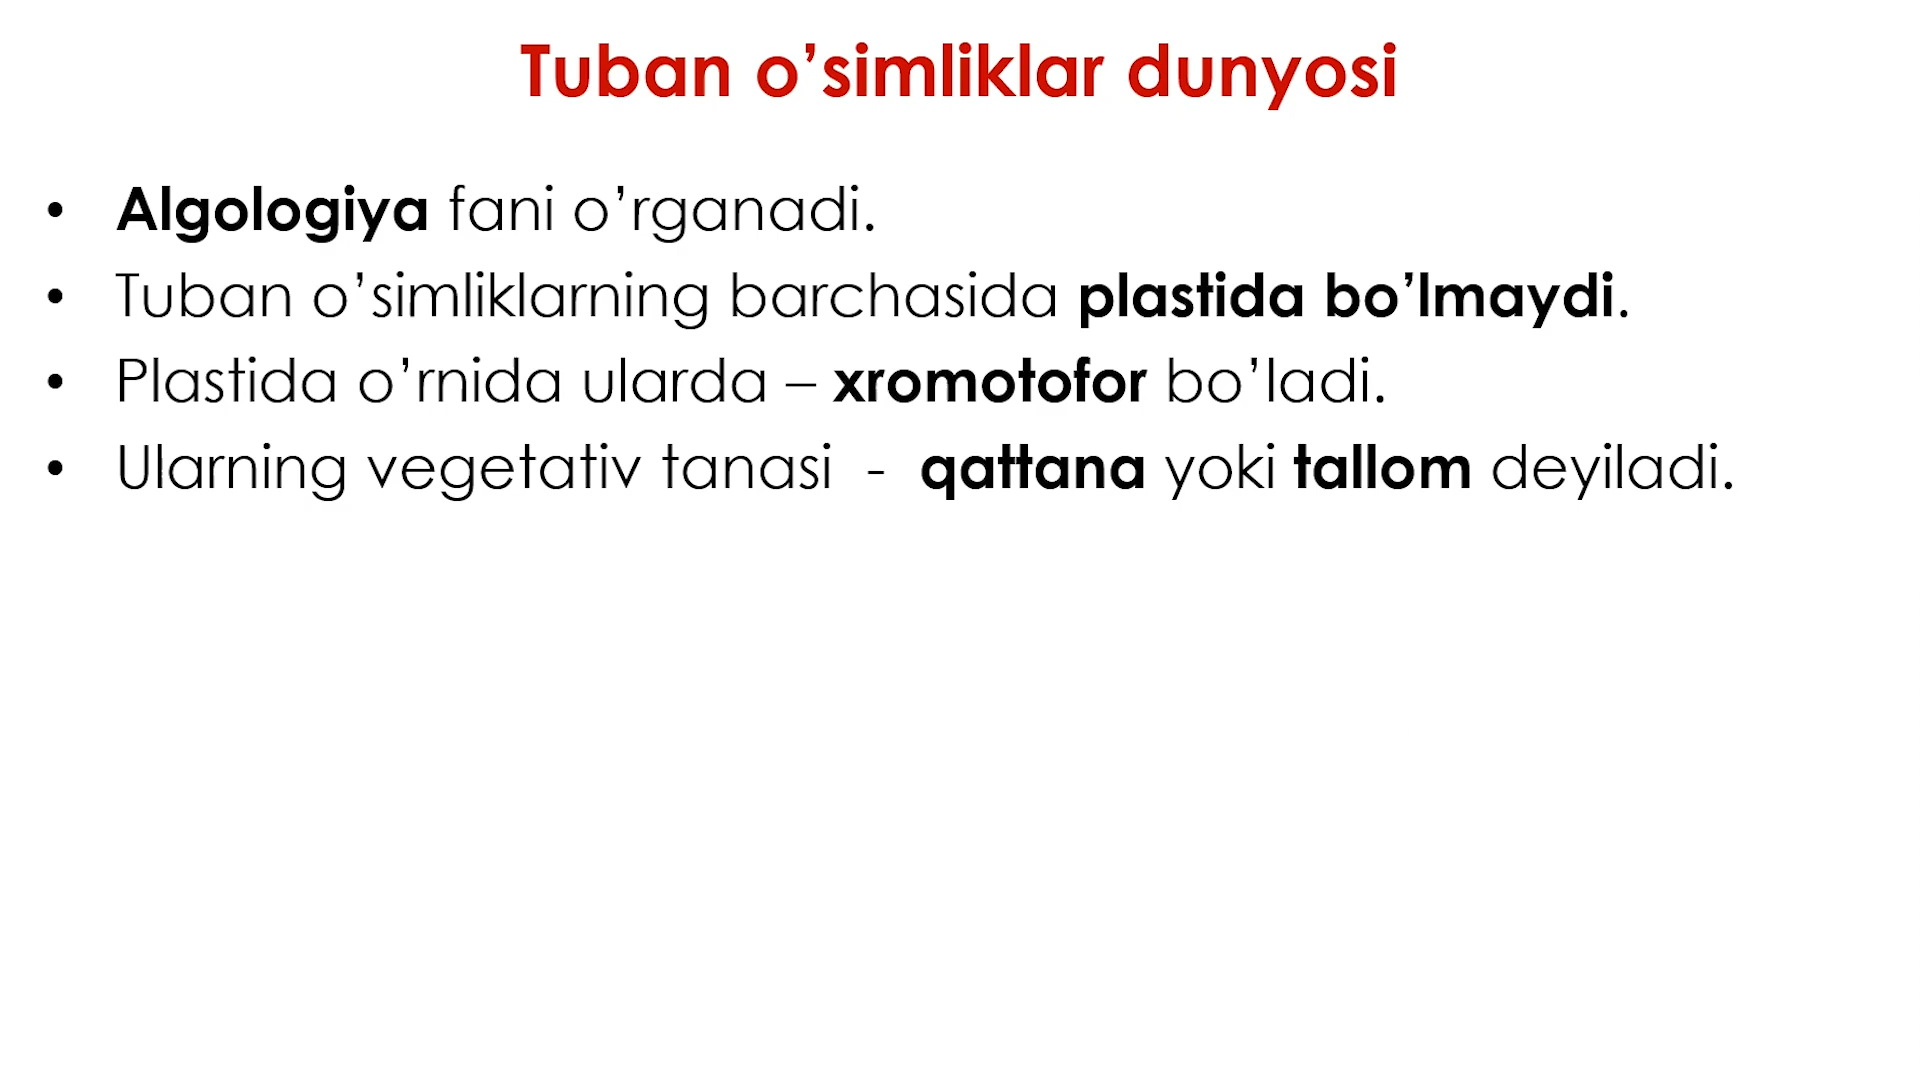 Tuban o’simliklar dunyosi
• Algologiya fani o’rganadi.
• Tuban o’simliklarning barchasida plastida bo’lmaydi.
• Plastida o’rnida ularda – xromotofor bo’ladi.
• Ularning vegetativ tanasi - qattana yoki tallom deyiladi.